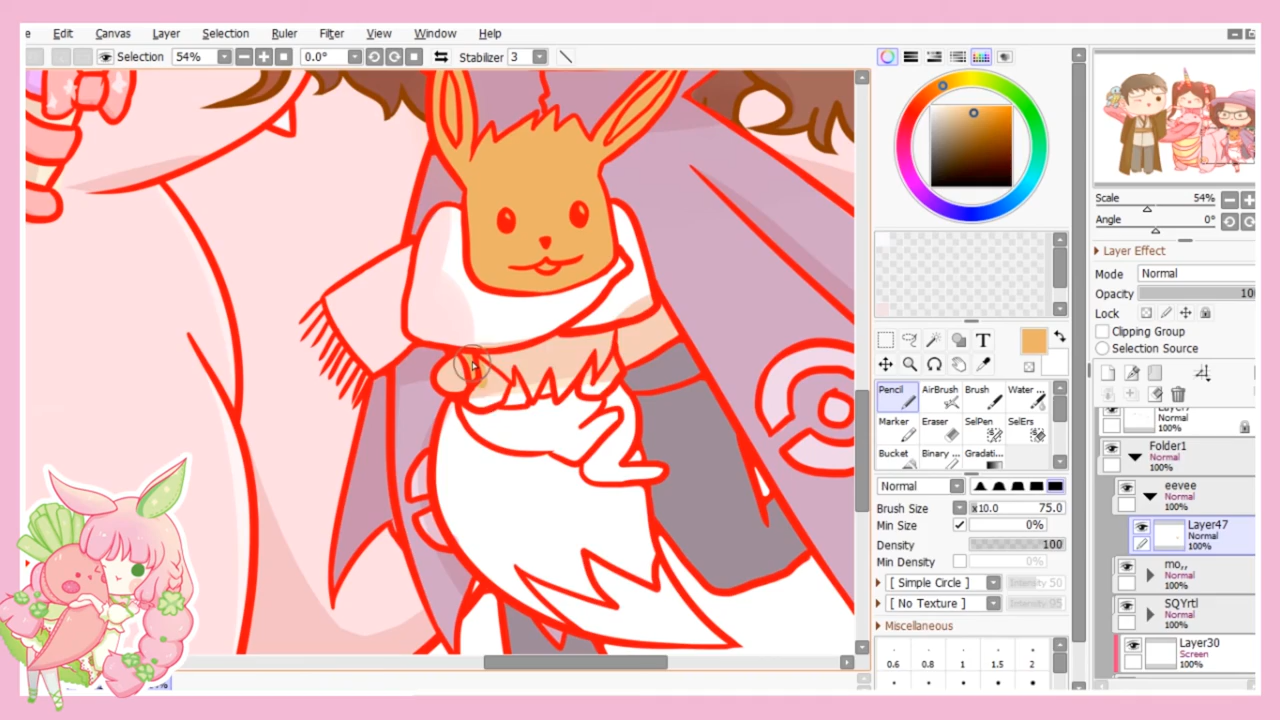 e Edit Canvas Layer Selection Ruler Filter View Window Help
Selection 54% 0.0° Stabilizer 3
Scale 54%
Angle 0°
Layer Effect
Mode Normal
Opacity 10
Lock
Clipping Group
Selection Source
T
Pencil AirBrush Brush Water ..
Marker Eraser SelPen SelErs
Bucket Binary ... Gradati...
Normal
Brush Size x10.0 75.0
Min Size 0%
Density 100
Min Density 0%
[ Simple Circle ] Intensity 50
[ No Texture ] Intensity 95
Miscellaneous
0.6 0.8 1 1.5 2
Normal
100%
Folder1
Normal
100%
eevee
Normal
100%
Layer47
Normal
100%
mo,,
Normal
100%
SQYrtl
Normal
100%
Layer30
Screen
100%